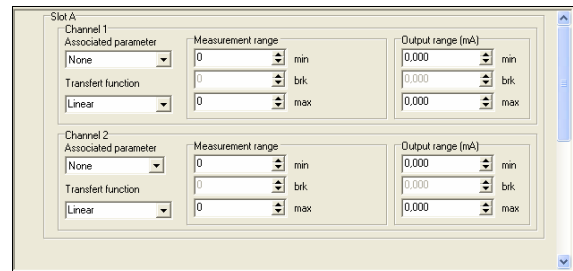 Slot A
Channel 1
Associated parameter
None
Transfert function
Linear
Measurement range
0 min
0 brk
0 max
Output range (mA)
0,000 min
0,000 brk
0,000 max
Channel 2
Associated parameter
None
Transfert function
Linear
Measurement range
0 min
0 brk
0 max
Output range (mA)
0,000 min
0,000 brk
0,000 max